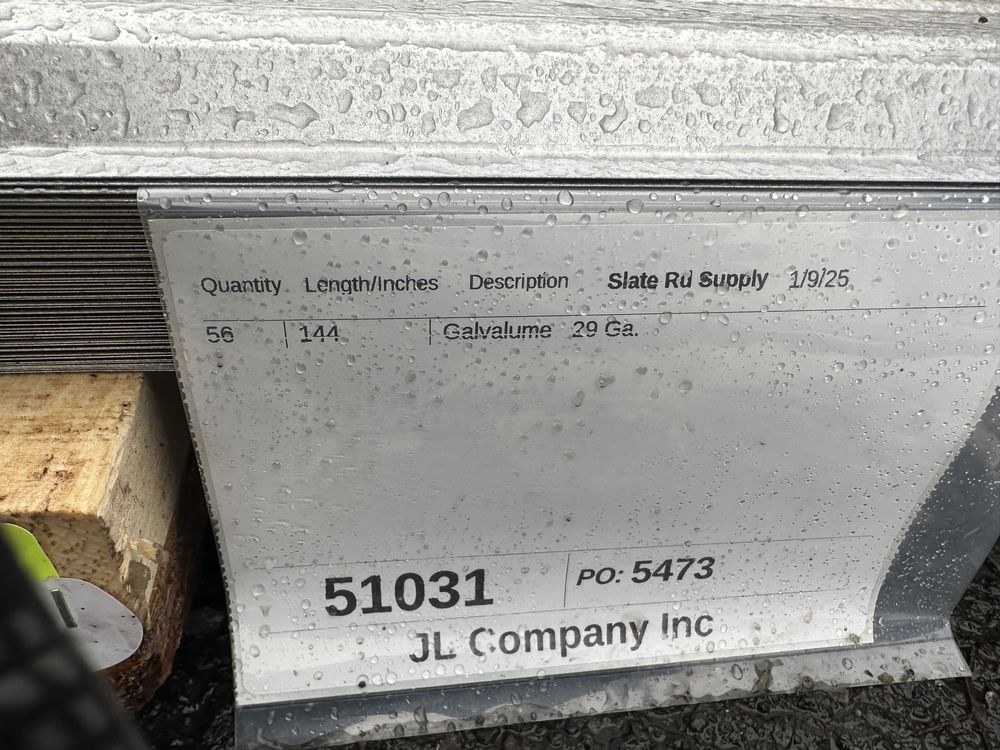 Quantity Length/Inches Description Slate Rd Supply 1/9/25
56 144 Galvalume 29 Ga.
51031 PO: 5473
JL Company Inc